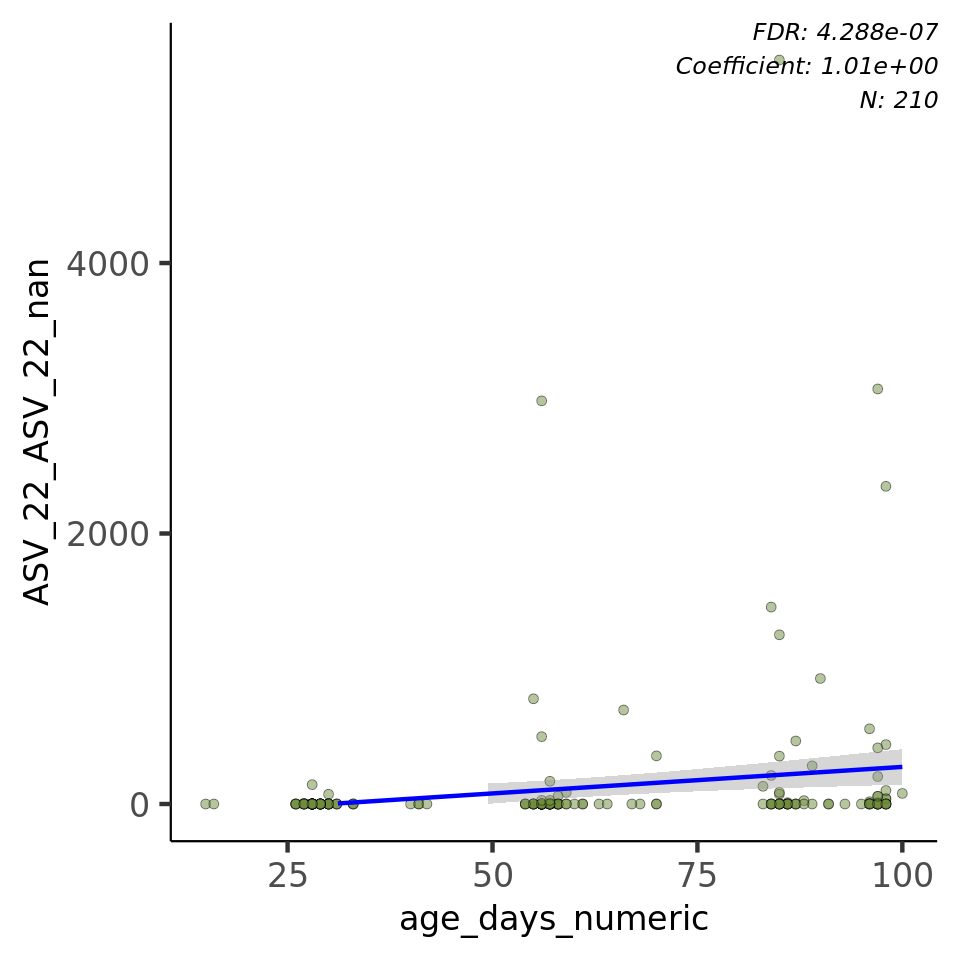 FDR: 4.288e-07
Coefficient: 1.01e+00
N: 210
ASV_22_ASV_22_nan
4000
2000
0
25 50 75 100
age_days_numeric